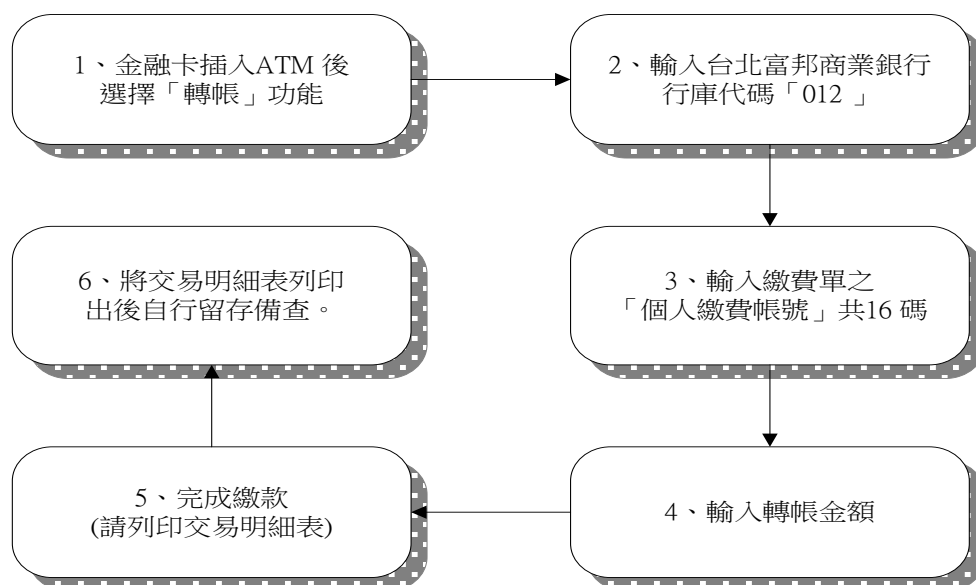 1、金融卡插入ATM 後
選擇「轉帳」功能
2、輸入台北富邦商業銀行
行庫代碼「012 」
3、輸入繳費單之
「個人繳費帳號」共16 碼
4、輸入轉帳金額
5、完成繳款
(請列印交易明細表)
6、將交易明細表列印
出後自行留存備查。